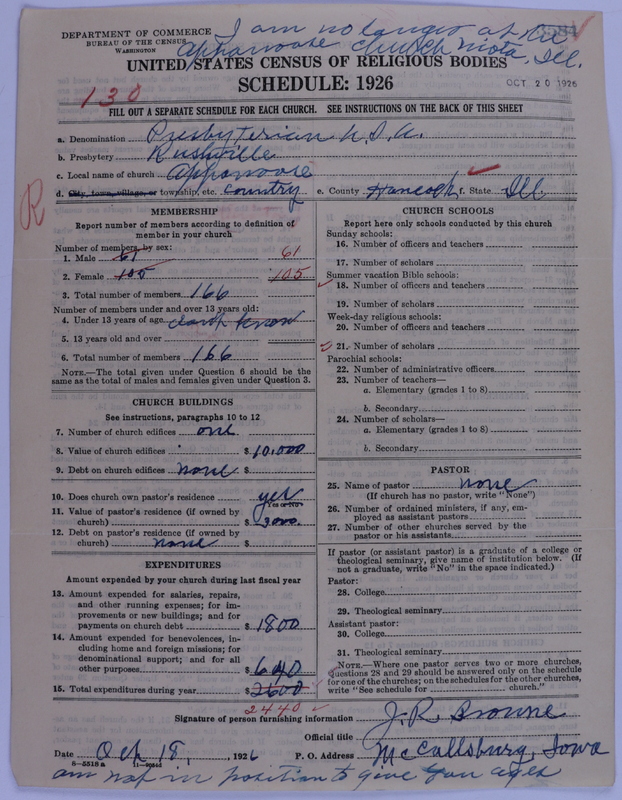 I am no longer at the
Appanoose Church Niota, Ill.
DEPARTMENT OF COMMERCE
BUREAU OF THE CENSUS
WASHINGTON
UNITED STATES CENSUS OF RELIGIOUS BODIES
SCHEDULE: 1926
OCT 20 1926
130
FILL OUT A SEPARATE SCHEDULE FOR EACH CHURCH. SEE INSTRUCTIONS ON THE BACK OF THIS SHEET
a. Denomination Presbyterian U.S.A.
b. Presbytery Rushville
c. Local name of church Appanoose
d. City, town, village, or township, etc. country e. County Hancock f. State Ill.
R
MEMBERSHIP
Report number of members according to definition of
member in your church
Number of members, by sex:
1. Male 61 61
2. Female 105 105
3. Total number of members 166
Number of members under and over 13 years old:
4. Under 13 years of age don't know
5. 13 years old and over
6. Total number of members 166
NOTE.—The total given under Question 6 should be the
same as the total of males and females given under Question 3.
CHURCH BUILDINGS
See instructions, paragraphs 10 to 12
7. Number of church edifices one
8. Value of church edifices $ 10,000
9. Debt on church edifices none $
10. Does church own pastor's residence yes
Yes or No
11. Value of pastor's residence (if owned by
church) $ 3000.
12. Debt on pastor's residence (if owned by
church) none $
EXPENDITURES
Amount expended by your church during last fiscal year
13. Amount expended for salaries, repairs,
and other running expenses; for im-
provements or new buildings; and for
payments on church debt $ 1800
14. Amount expended for benevolences, in-
cluding home and foreign missions; for
denominational support; and for all
other purposes $ 640
15. Total expenditures during year $ 2600
2440
CHURCH SCHOOLS
Report here only schools conducted by this church
Sunday schools:
16. Number of officers and teachers
17. Number of scholars
Summer vacation Bible schools:
18. Number of officers and teachers
19. Number of scholars
Week-day religious schools:
20. Number of officers and teachers
21. Number of scholars
Parochial schools:
22. Number of administrative officers
23. Number of teachers—
a. Elementary (grades 1 to 8)
b. Secondary
24. Number of scholars—
a. Elementary (grades 1 to 8)
b. Secondary
PASTOR
25. Name of pastor none
(If church has no pastor, write "None")
26. Number of ordained ministers, if any, em-
ployed as assistant pastors
27. Number of other churches served by the
pastor or his assistants
If pastor (or assistant pastor) is a graduate of a college or
theological seminary, give name of institution below. (If
not a graduate, write "No" in the space indicated.)
Pastor:
28. College
29. Theological seminary
Assistant pastor:
30. College
31. Theological seminary
NOTE.—Where one pastor serves two or more churches,
Questions 28 and 29 should be answered only on the schedule
for one of the churches; on the schedules for the other churches,
write "See schedule for church."
Signature of person furnishing information J. R. Browne
Official title
Date Oct 18, 1926 P. O. Address McCallsburg, Iowa
8-5518 a
am not in position to give you ages